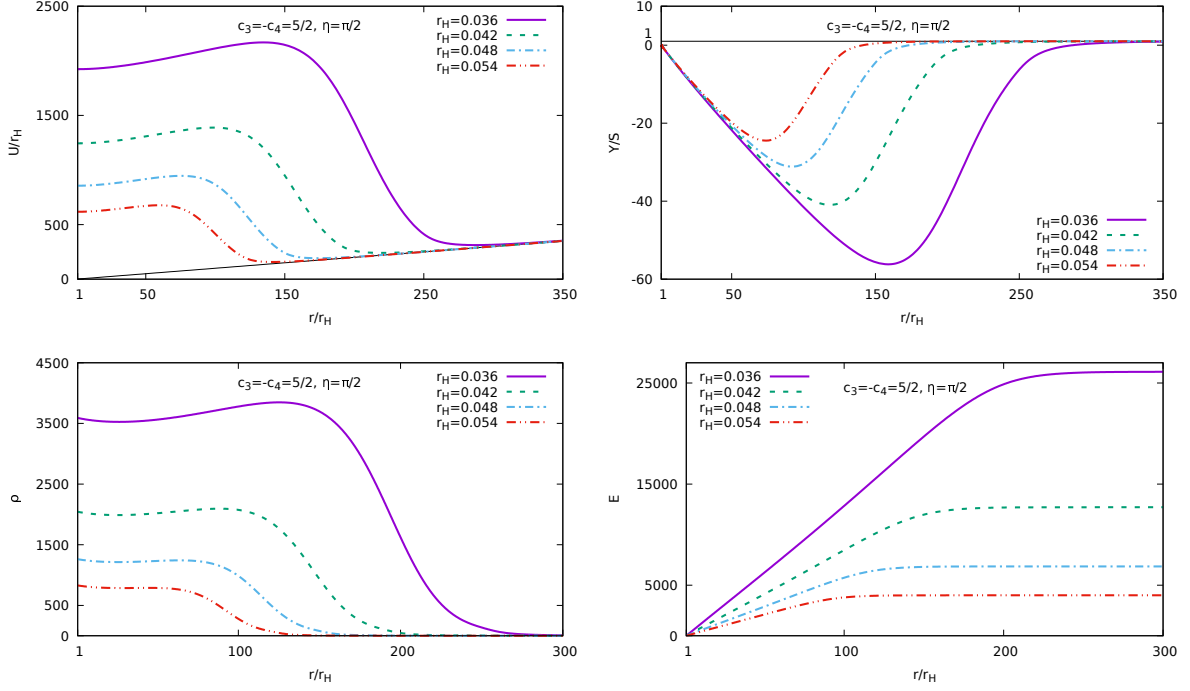 c3=-c4=5/2, η=π/2
rH=0.036
rH=0.042
rH=0.048
rH=0.054
U/rH
2500
1500
500
0
1 50 150 250 350
r/rH
c3=-c4=5/2, η=π/2
Y/S
10
1
0
-20
-40
-60
rH=0.036
rH=0.042
rH=0.048
rH=0.054
1 50 150 250 350
r/rH
c3=-c4=5/2, η=π/2
rH=0.036
rH=0.042
rH=0.048
rH=0.054
ρ
4500
3500
1500
500
0
1 100 200 300
r/rH
rH=0.036
rH=0.042
rH=0.048
rH=0.054
c3=-c4=5/2, η=π/2
E
25000
15000
5000
0
1 100 200 300
r/rH